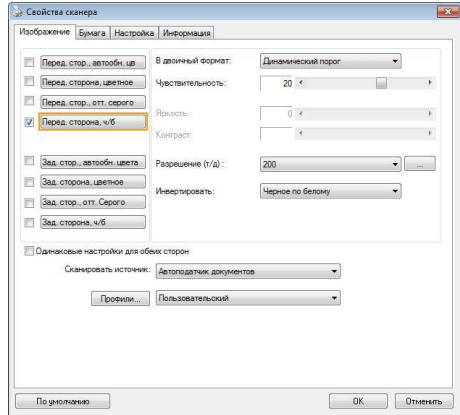 Свойства сканера
Изображение Бумага Настройка Информация
Перед. стор., автообн. цв
Перед. сторона, цветное
Перед. стор., отт. серого
Перед. сторона, ч/б
Зад. стор., автообн. цвета
Зад. сторона, цветное
Зад. стор., отт. Серого
Зад. сторона, ч/б
В двоичный формат: Динамический порог
Чувствительность: 20
Яркость: 0
Контраст:
Разрешение (т/д) : 200 ...
Инвертировать: Черное по белому
Одинаковые настройки для обеих сторон
Сканировать источник: Автоподатчик документов
Профили... Пользовательский
По умолчанию OK Отменить